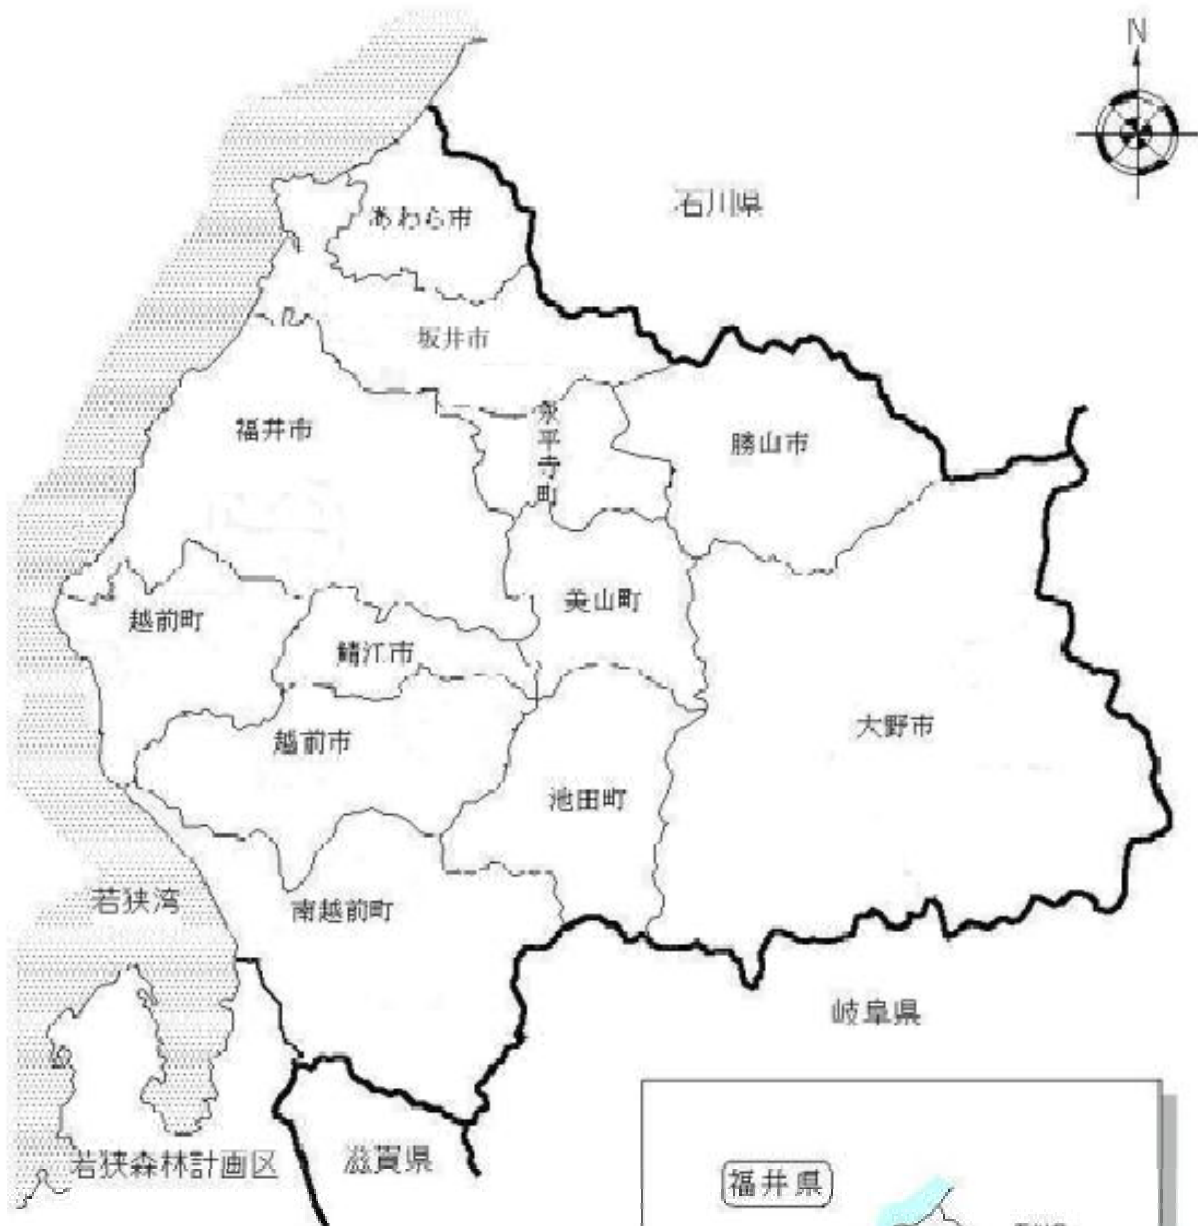 N
石川県
あわら市
坂井市
福井市
永平寺町
勝山市
美山町
越前町
鯖江市
大野市
越前市
池田町
若狭湾
南越前町
岐阜県
若狭森林計画区
滋賀県
福井県